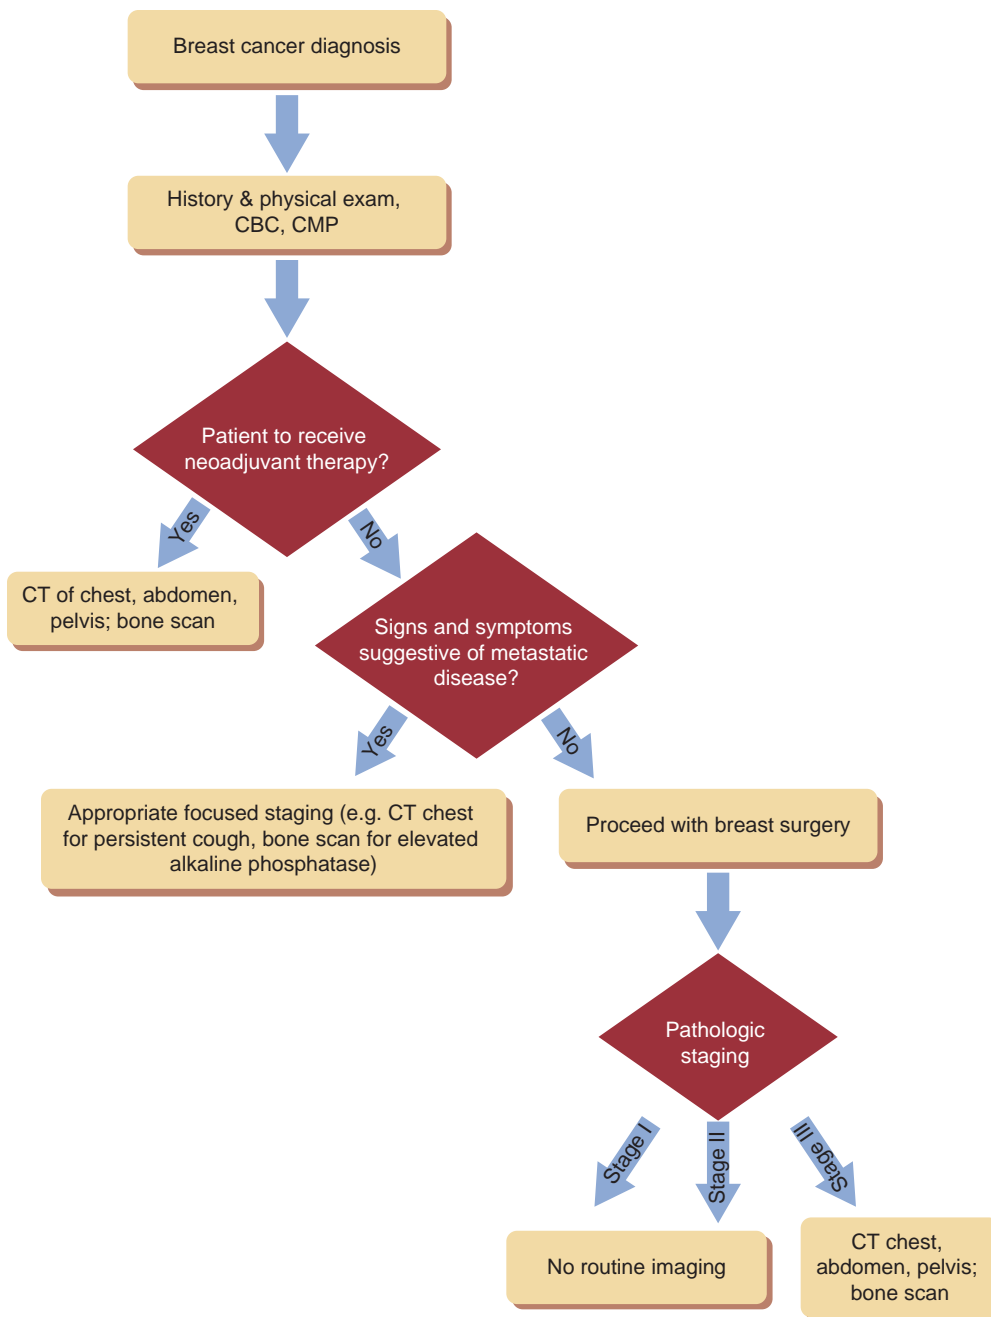 Breast cancer diagnosis
History & physical exam,
CBC, CMP
Patient to receive
neoadjuvant therapy?
Yes
No
CT of chest, abdomen,
pelvis; bone scan
Signs and symptoms
suggestive of metastatic
disease?
Yes
No
Appropriate focused staging (e.g. CT chest
for persistent cough, bone scan for elevated
alkaline phosphatase)
Proceed with breast surgery
Pathologic
staging
Stage I
Stage II
Stage III
No routine imaging
CT chest,
abdomen, pelvis;
bone scan